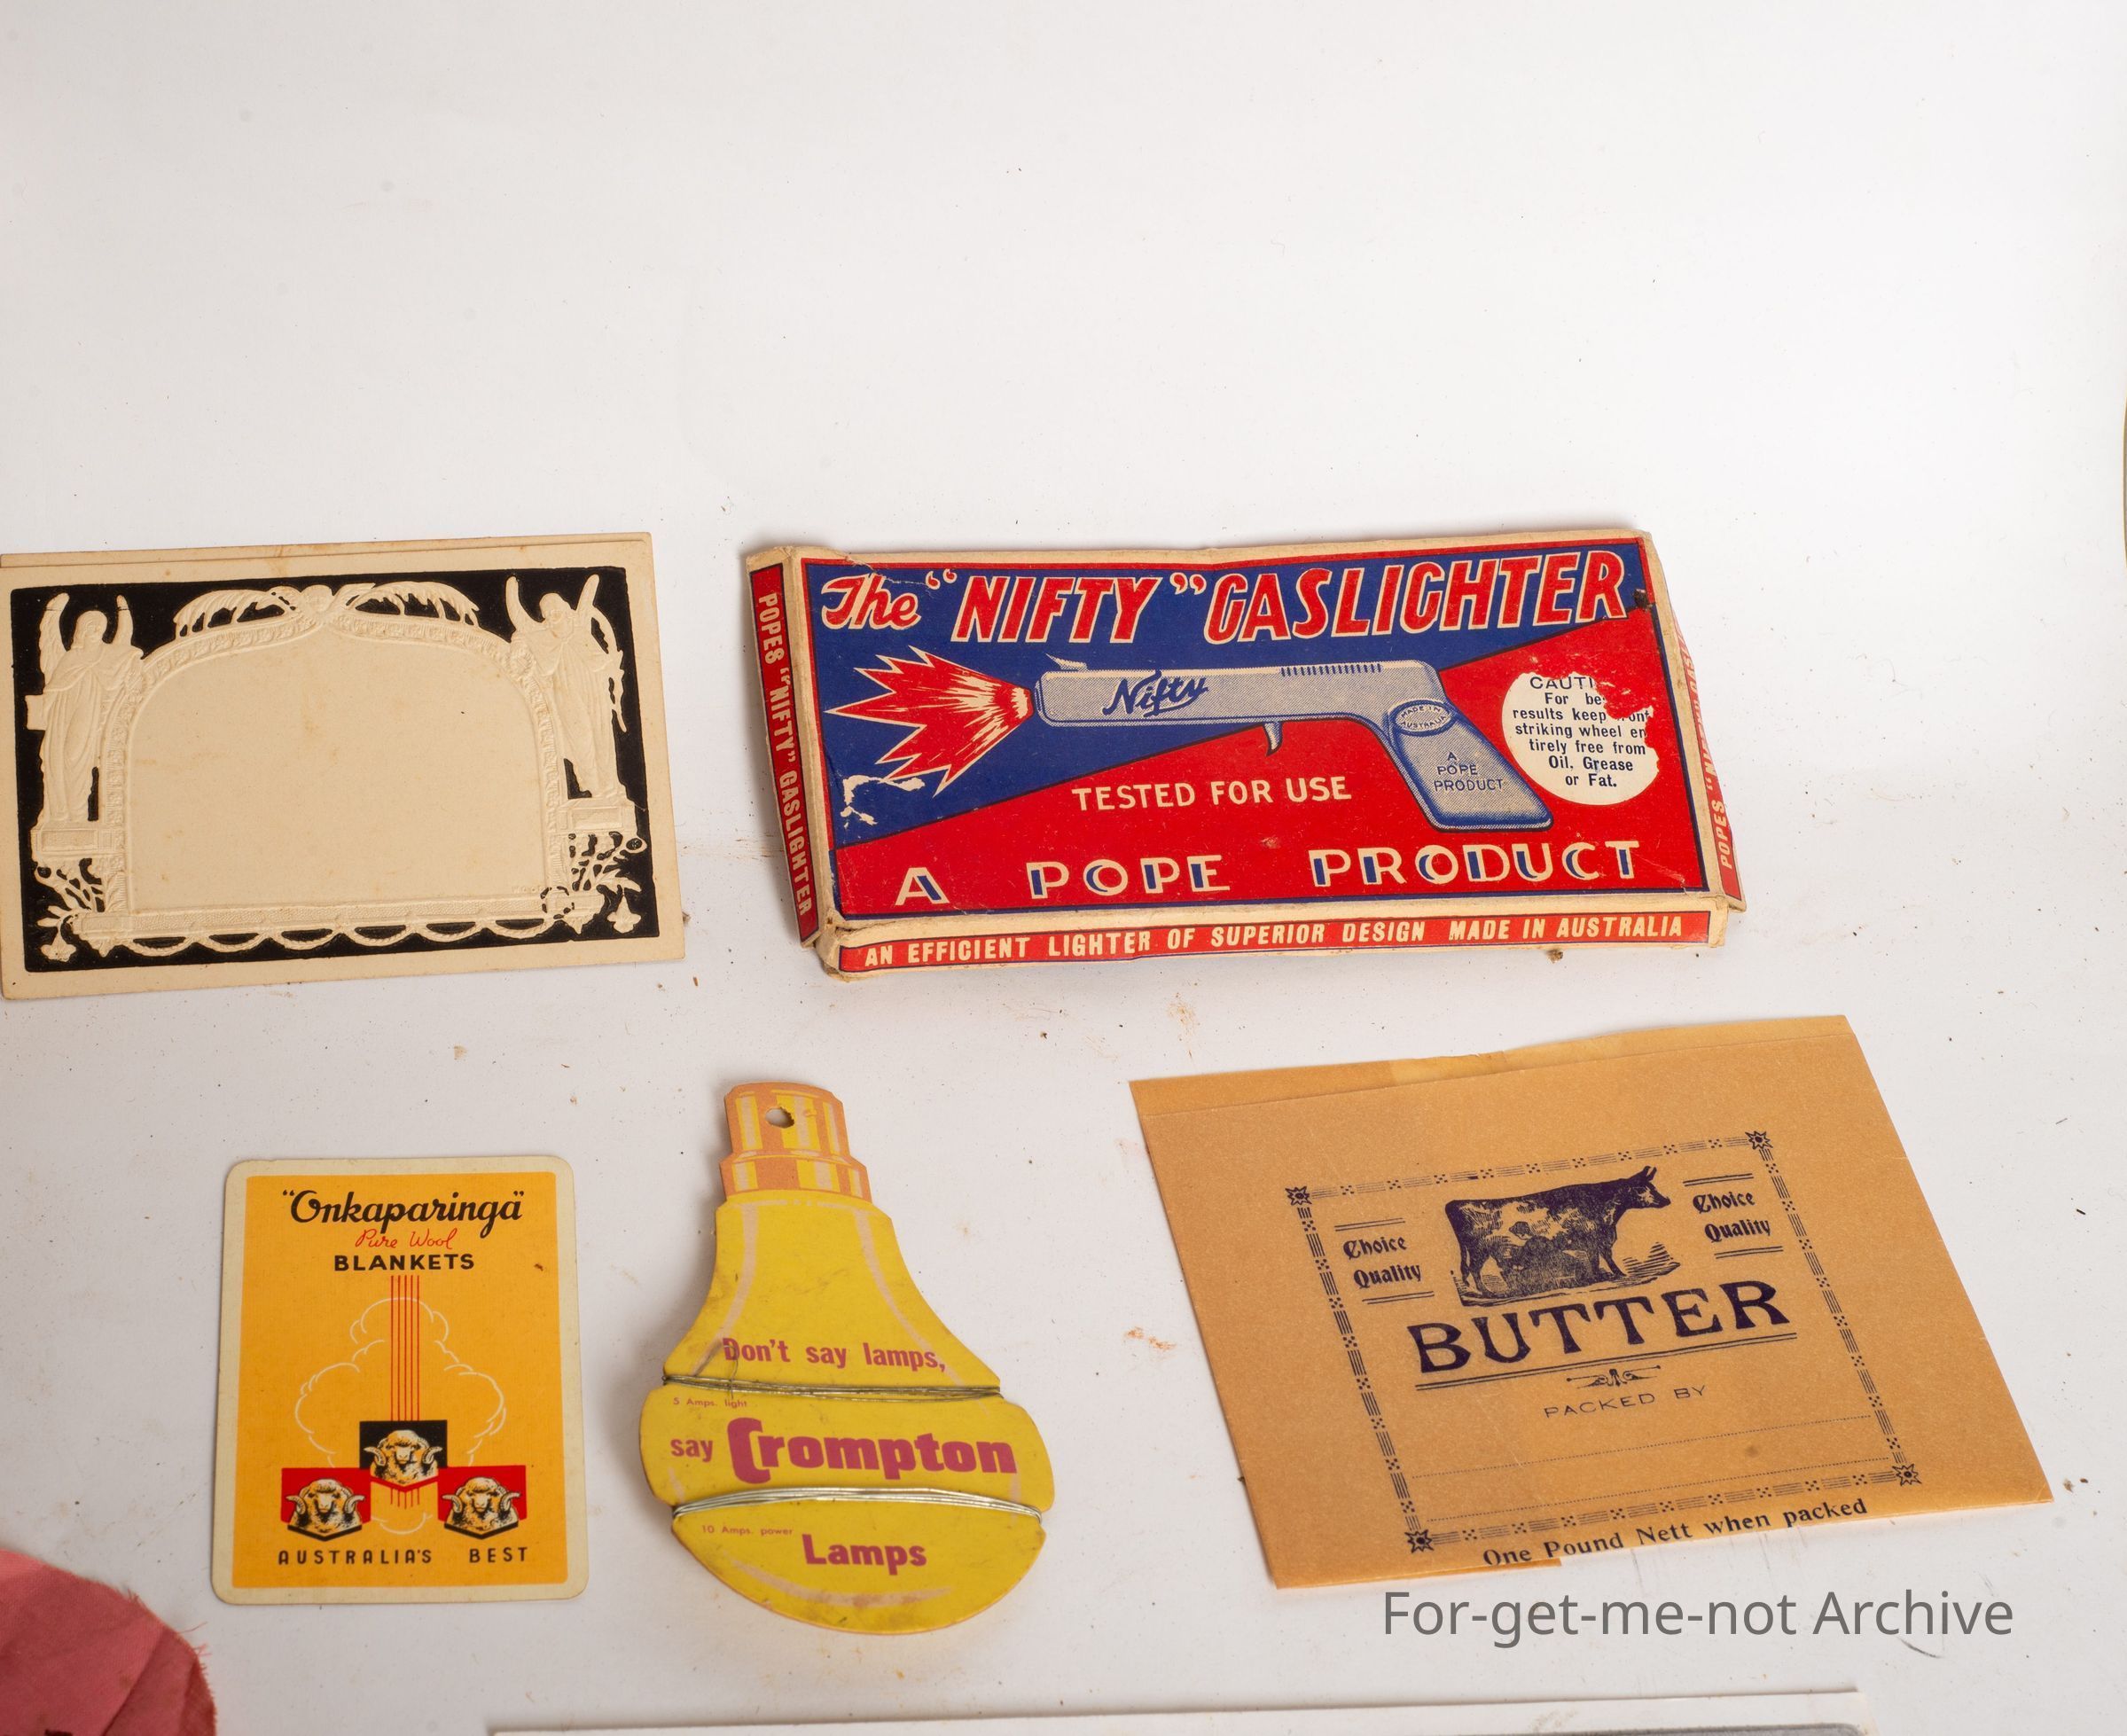 The "NIFTY" GASLIGHTER
POPES "NIFTY" GASLIGHTER
Nifty
MADE IN
AUSTRALIA
A
POPE
PRODUCT
CAUTI
For be
results keep ront
striking wheel en
tirely free from
Oil, Grease
or Fat.
TESTED FOR USE
A POPE PRODUCT
AN EFFICIENT LIGHTER OF SUPERIOR DESIGN MADE IN AUSTRALIA
POPES
"Onkaparinga"
Pure Wool
BLANKETS
AUSTRALIA'S BEST
Don't say lamps,
5 Amps. light
say Crompton
10 Amps. power
Lamps
Choice
Quality
Choice
Quality
BUTTER
PACKED BY
One Pound Nett when packed
For-get-me-not Archive